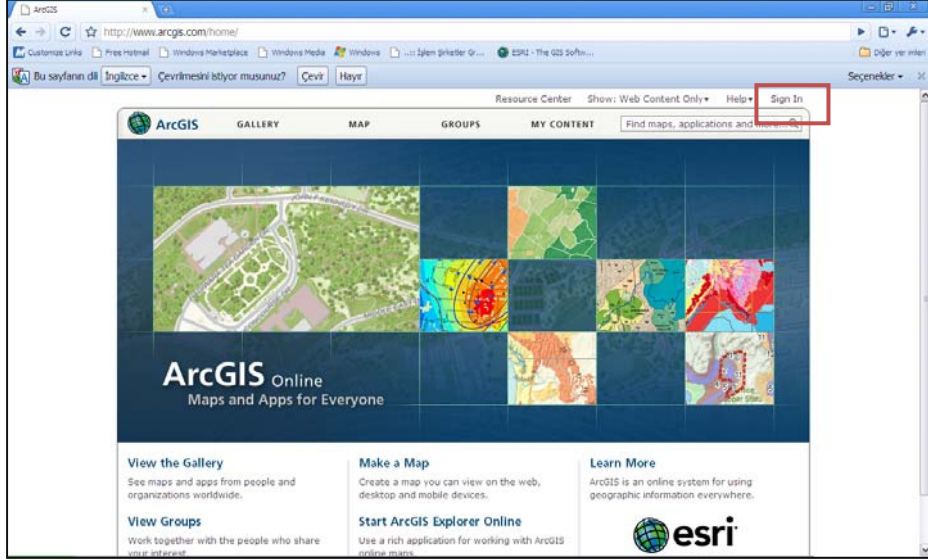 ArcGIS
http://www.arcgis.com/home/
Customize Links Free Hotmail Windows Marketplace Windows Media Windows ..:: İşlem Şirketler Gr... ESRI - The GIS Softw... Diğer yer imleri
Bu sayfanın dili İngilizce Çevrilmesini istiyor musunuz? Çevir Hayır Seçenekler
Resource Center Show: Web Content Only Help Sign In
ArcGIS GALLERY MAP GROUPS MY CONTENT Find maps, applications and more...
JOHN F KENNEDY
ArcGIS Online
Maps and Apps for Everyone
View the Gallery
See maps and apps from people and
organizations worldwide.
Make a Map
Create a map you can view on the web,
desktop and mobile devices.
Learn More
ArcGIS is an online system for using
geographic information everywhere.
View Groups
Work together with the people who share
your interest.
Start ArcGIS Explorer Online
Use a rich application for working with ArcGIS
online maps.
esri